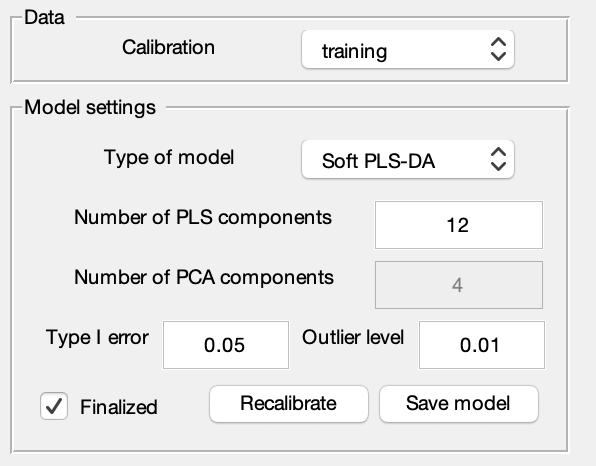 Data
Calibration training
Model settings
Type of model Soft PLS-DA
Number of PLS components 12
Number of PCA components 4
Type I error 0.05 Outlier level 0.01
Finalized Recalibrate Save model